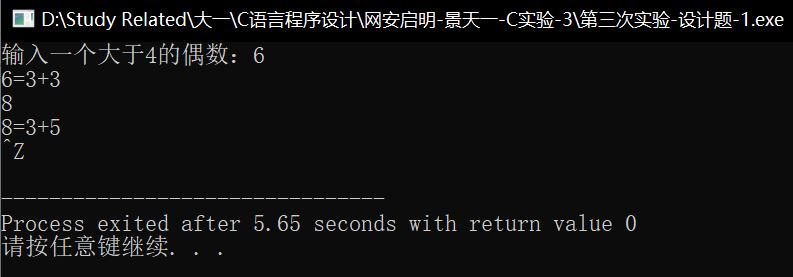 D:\Study Related\大一\C语言程序设计\网安启明-景天一-C实验-3\第三次实验-设计题-1.exe
输入一个大于4的偶数：6
6=3+3
8
8=3+5
^Z
--------------------------------
Process exited after 5.65 seconds with return value 0
请按任意键继续. . .